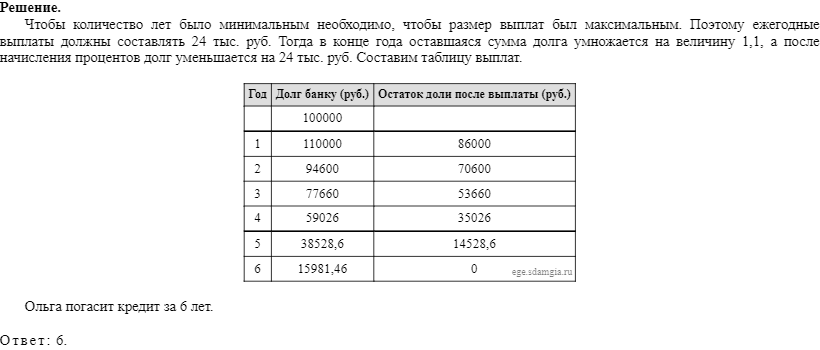 Решение.
Чтобы количество лет было минимальным необходимо, чтобы размер выплат был максимальным. Поэтому ежегодные
выплаты должны составлять 24 тыс. руб. Тогда в конце года оставшаяся сумма долга умножается на величину 1,1, а после
начисления процентов долг уменьшается на 24 тыс. руб. Составим таблицу выплат.
Год Долг банку (руб.) Остаток доли после выплаты (руб.)
100000
1 110000 86000
2 94600 70600
3 77660 53660
4 59026 35026
5 38528,6 14528,6
6 15981,46 0 ege.sdamgia.ru
Ольга погасит кредит за 6 лет.
Ответ: 6.